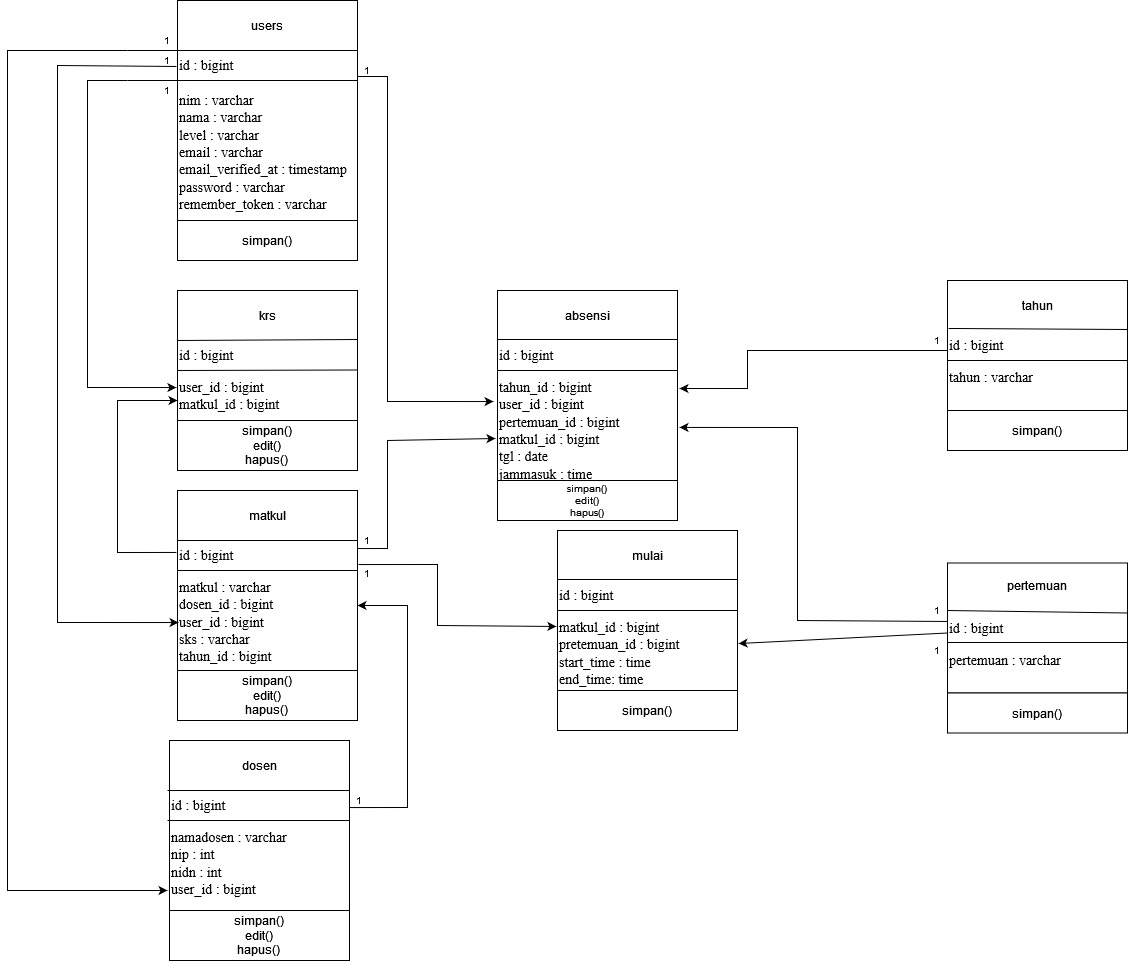 users
1
1
id : bigint
1
1
nim : varchar
nama : varchar
level : varchar
email : varchar
email_verified_at : timestamp
password : varchar
remember_token : varchar
simpan()
krs
id : bigint
user_id : bigint
matkul_id : bigint
simpan()
edit()
hapus()
absensi
id : bigint
tahun_id : bigint
user_id : bigint
pertemuan_id : bigint
matkul_id : bigint
tgl : date
jammasuk : time
simpan()
edit()
hapus()
tahun
1
id : bigint
tahun : varchar
simpan()
matkul
1
id : bigint
1
matkul : varchar
dosen_id : bigint
user_id : bigint
sks : varchar
tahun_id : bigint
simpan()
edit()
hapus()
mulai
id : bigint
matkul_id : bigint
pretemuan_id : bigint
start_time : time
end_time: time
simpan()
pertemuan
1
id : bigint
1
pertemuan : varchar
simpan()
dosen
id : bigint
1
namadosen : varchar
nip : int
nidn : int
user_id : bigint
simpan()
edit()
hapus()